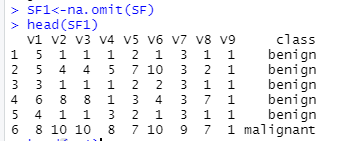 > SF1<-na.omit(SF)
> head(SF1)
V1 V2 V3 V4 V5 V6 V7 V8 V9 class
1 5 1 1 1 2 1 3 1 1 benign
2 5 4 4 5 7 10 3 2 1 benign
3 3 1 1 1 2 2 3 1 1 benign
4 6 8 8 1 3 4 3 7 1 benign
5 4 1 1 3 2 1 3 1 1 benign
6 8 10 10 8 7 10 9 7 1 malignant